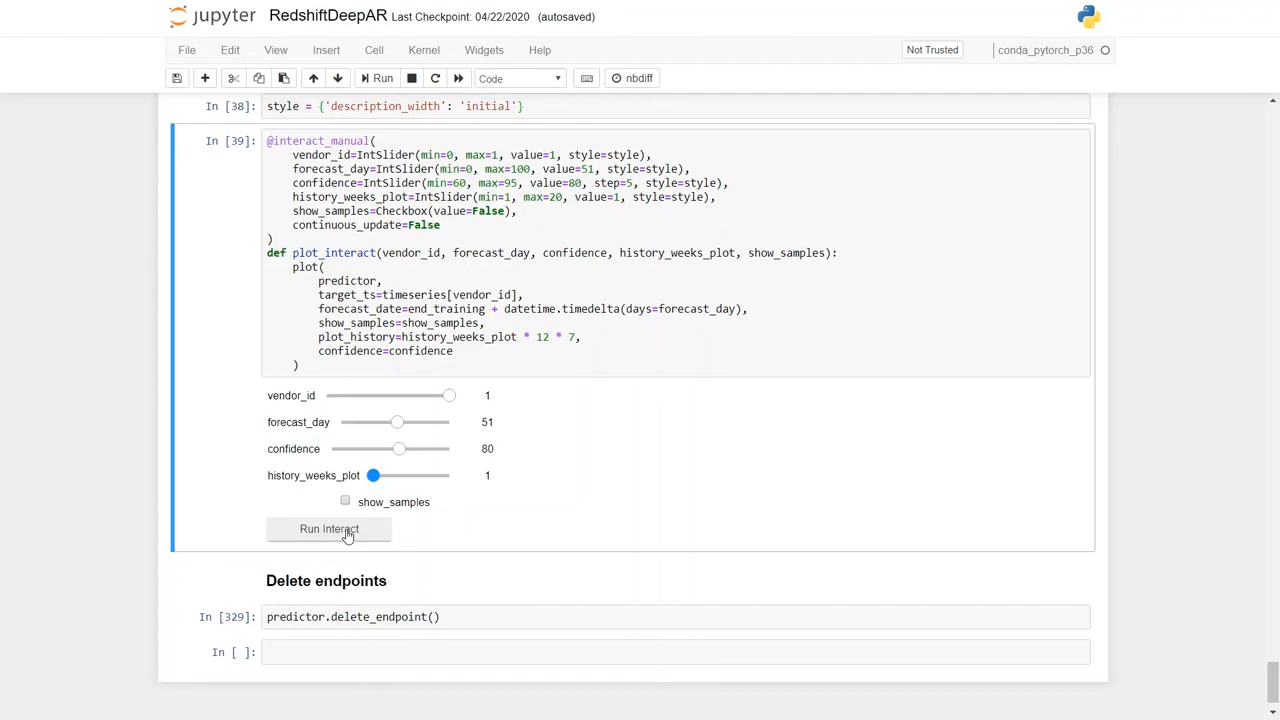 jupyter RedshiftDeepAR Last Checkpoint: 04/22/2020 (autosaved)
File Edit View Insert Cell Kernel Widgets Help Not Trusted conda_pytorch_p36
Run Code nbdiff
In [38]: style = {'description_width': 'initial'}
In [39]: @interact_manual(
vendor_id=IntSlider(min=0, max=1, value=1, style=style),
forecast_day=IntSlider(min=0, max=100, value=51, style=style),
confidence=IntSlider(min=60, max=95, value=80, step=5, style=style),
history_weeks_plot=IntSlider(min=1, max=20, value=1, style=style),
show_samples=Checkbox(value=False),
continuous_update=False
)
def plot_interact(vendor_id, forecast_day, confidence, history_weeks_plot, show_samples):
plot(
predictor,
target_ts=timeseries[vendor_id],
forecast_date=end_training + datetime.timedelta(days=forecast_day),
show_samples=show_samples,
plot_history=history_weeks_plot * 12 * 7,
confidence=confidence
)
vendor_id 1
forecast_day 51
confidence 80
history_weeks_plot 1
show_samples
Run Interact
Delete endpoints
In [329]: predictor.delete_endpoint()
In [ ]: